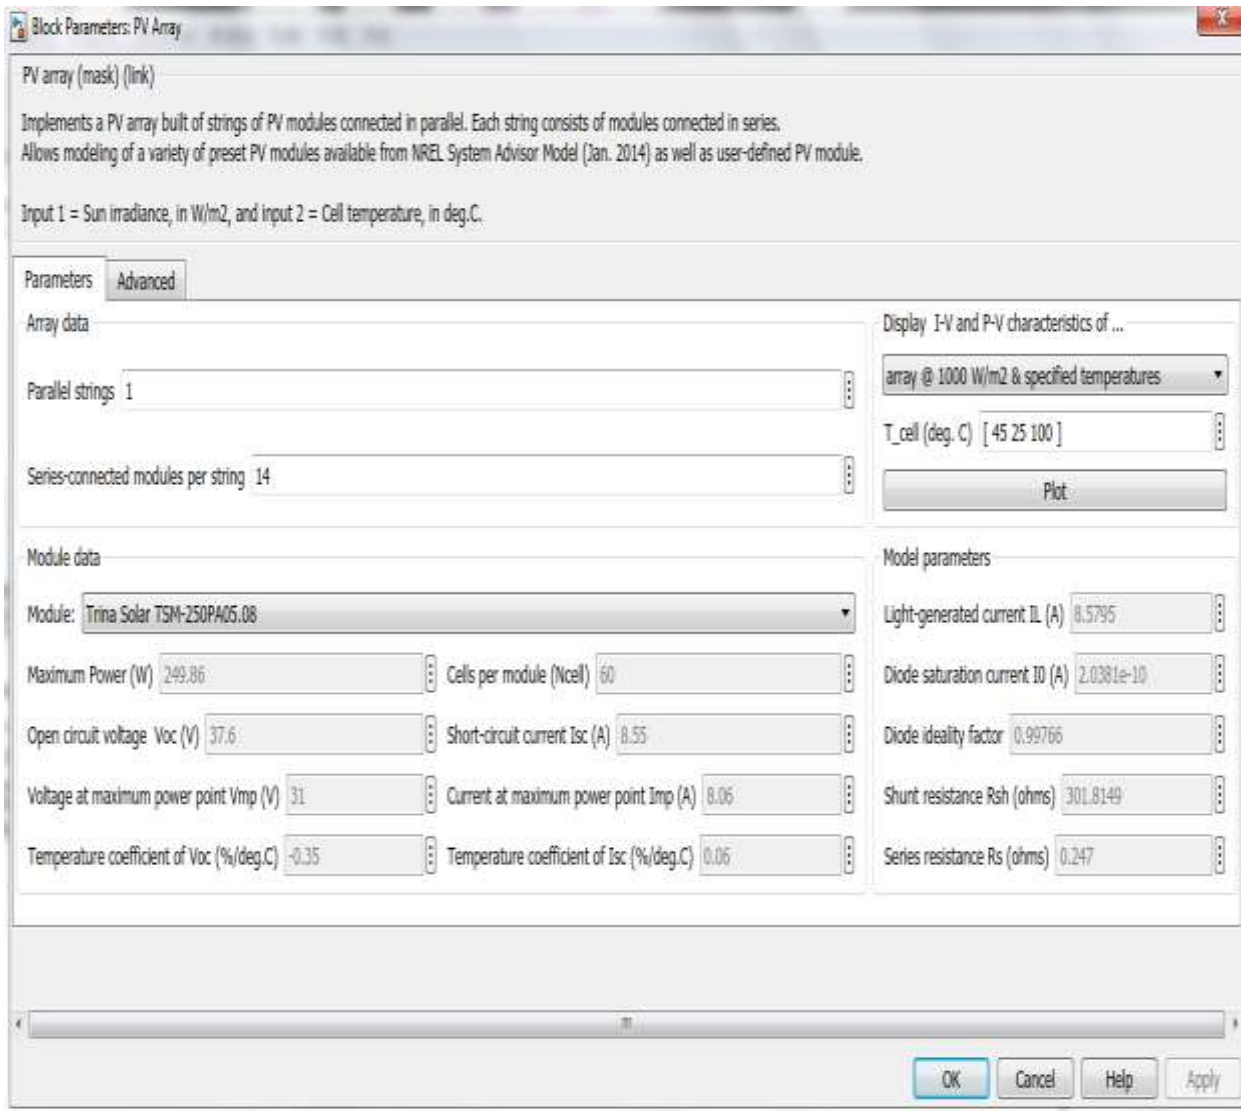 Block Parameters: PV Array
PV array (mask) (link)
Implements a PV array built of strings of PV modules connected in parallel. Each string consists of modules connected in series.
Allows modeling of a variety of preset PV modules available from NREL System Advisor Model (Jan. 2014) as well as user-defined PV module.
Input 1 = Sun irradiance, in W/m2, and input 2 = Cell temperature, in deg.C.
Parameters Advanced
Array data
Parallel strings 1
Series-connected modules per string 14
Display I-V and P-V characteristics of ...
array @ 1000 W/m2 & specified temperatures
T_cell (deg. C) [ 45 25 100 ]
Plot
Module data
Module: Trina Solar TSM-250PA05.08
Maximum Power (W) 249.86 Cells per module (Ncell) 60
Open circuit voltage Voc (V) 37.6 Short-circuit current Isc (A) 8.55
Voltage at maximum power point Vmp (V) 31 Current at maximum power point Imp (A) 8.06
Temperature coefficient of Voc (%/deg.C) -0.35 Temperature coefficient of Isc (%/deg.C) 0.06
Model parameters
Light-generated current IL (A) 8.5795
Diode saturation current I0 (A) 2.0381e-10
Diode ideality factor 0.99766
Shunt resistance Rsh (ohms) 301.8149
Series resistance Rs (ohms) 0.247
OK Cancel Help Apply